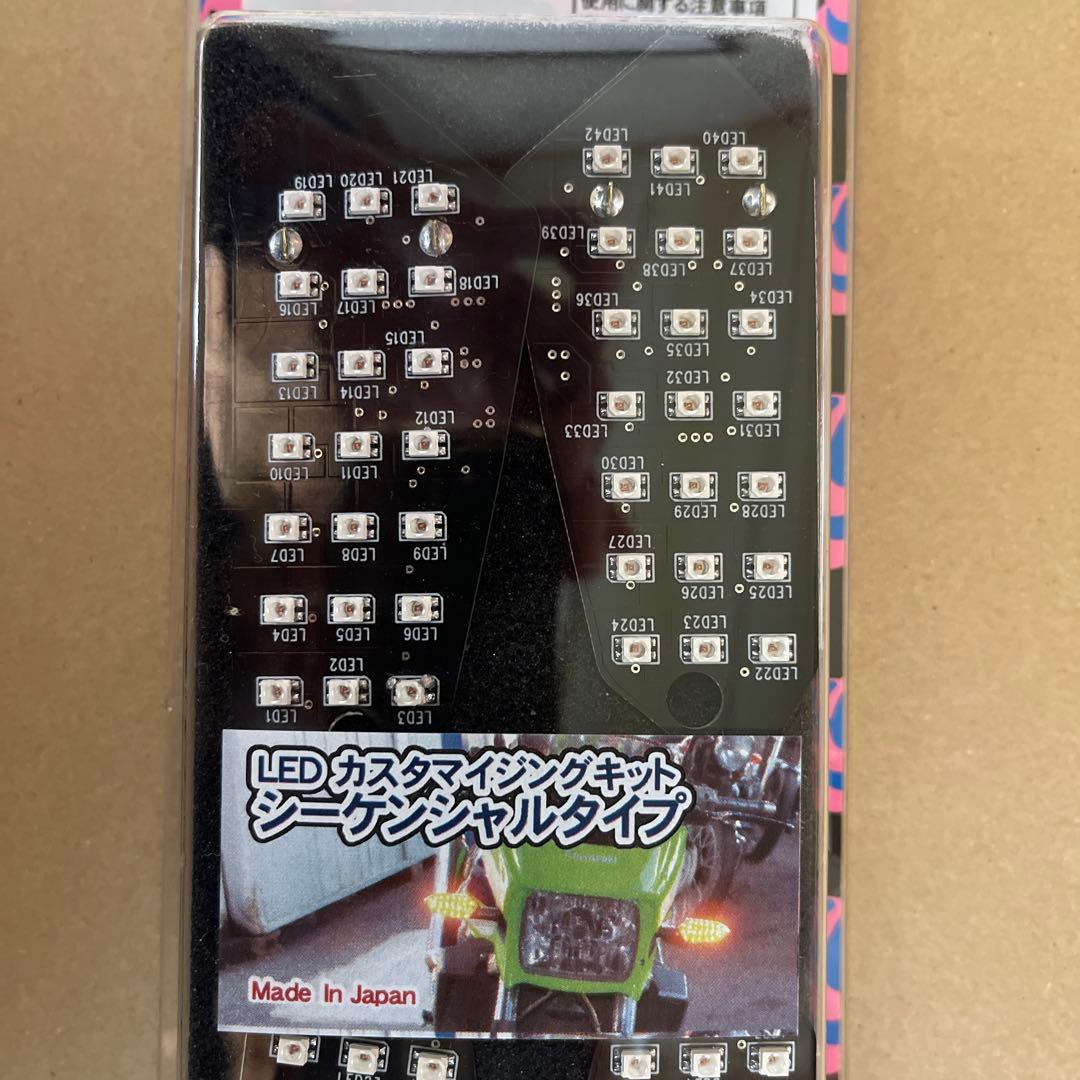 使用に関する注意事項
LED42
LED40
LED41
LED19
LED20
LED21
LED39
LED38
LED37
LED16
LED17
LED18
LED36
LED34
LED35
LED15
LED13
LED14
LED32
LED33
LED31
LED12
LED10
LED11
LED30
LED29
LED28
LED7
LED8
LED9
LED27
LED26
LED25
LED4
LED5
LED6
LED24
LED23
LED22
LED2
LED1
LED3
LED カスタマイジングキット
シーケンシャルタイプ
Made In Japan